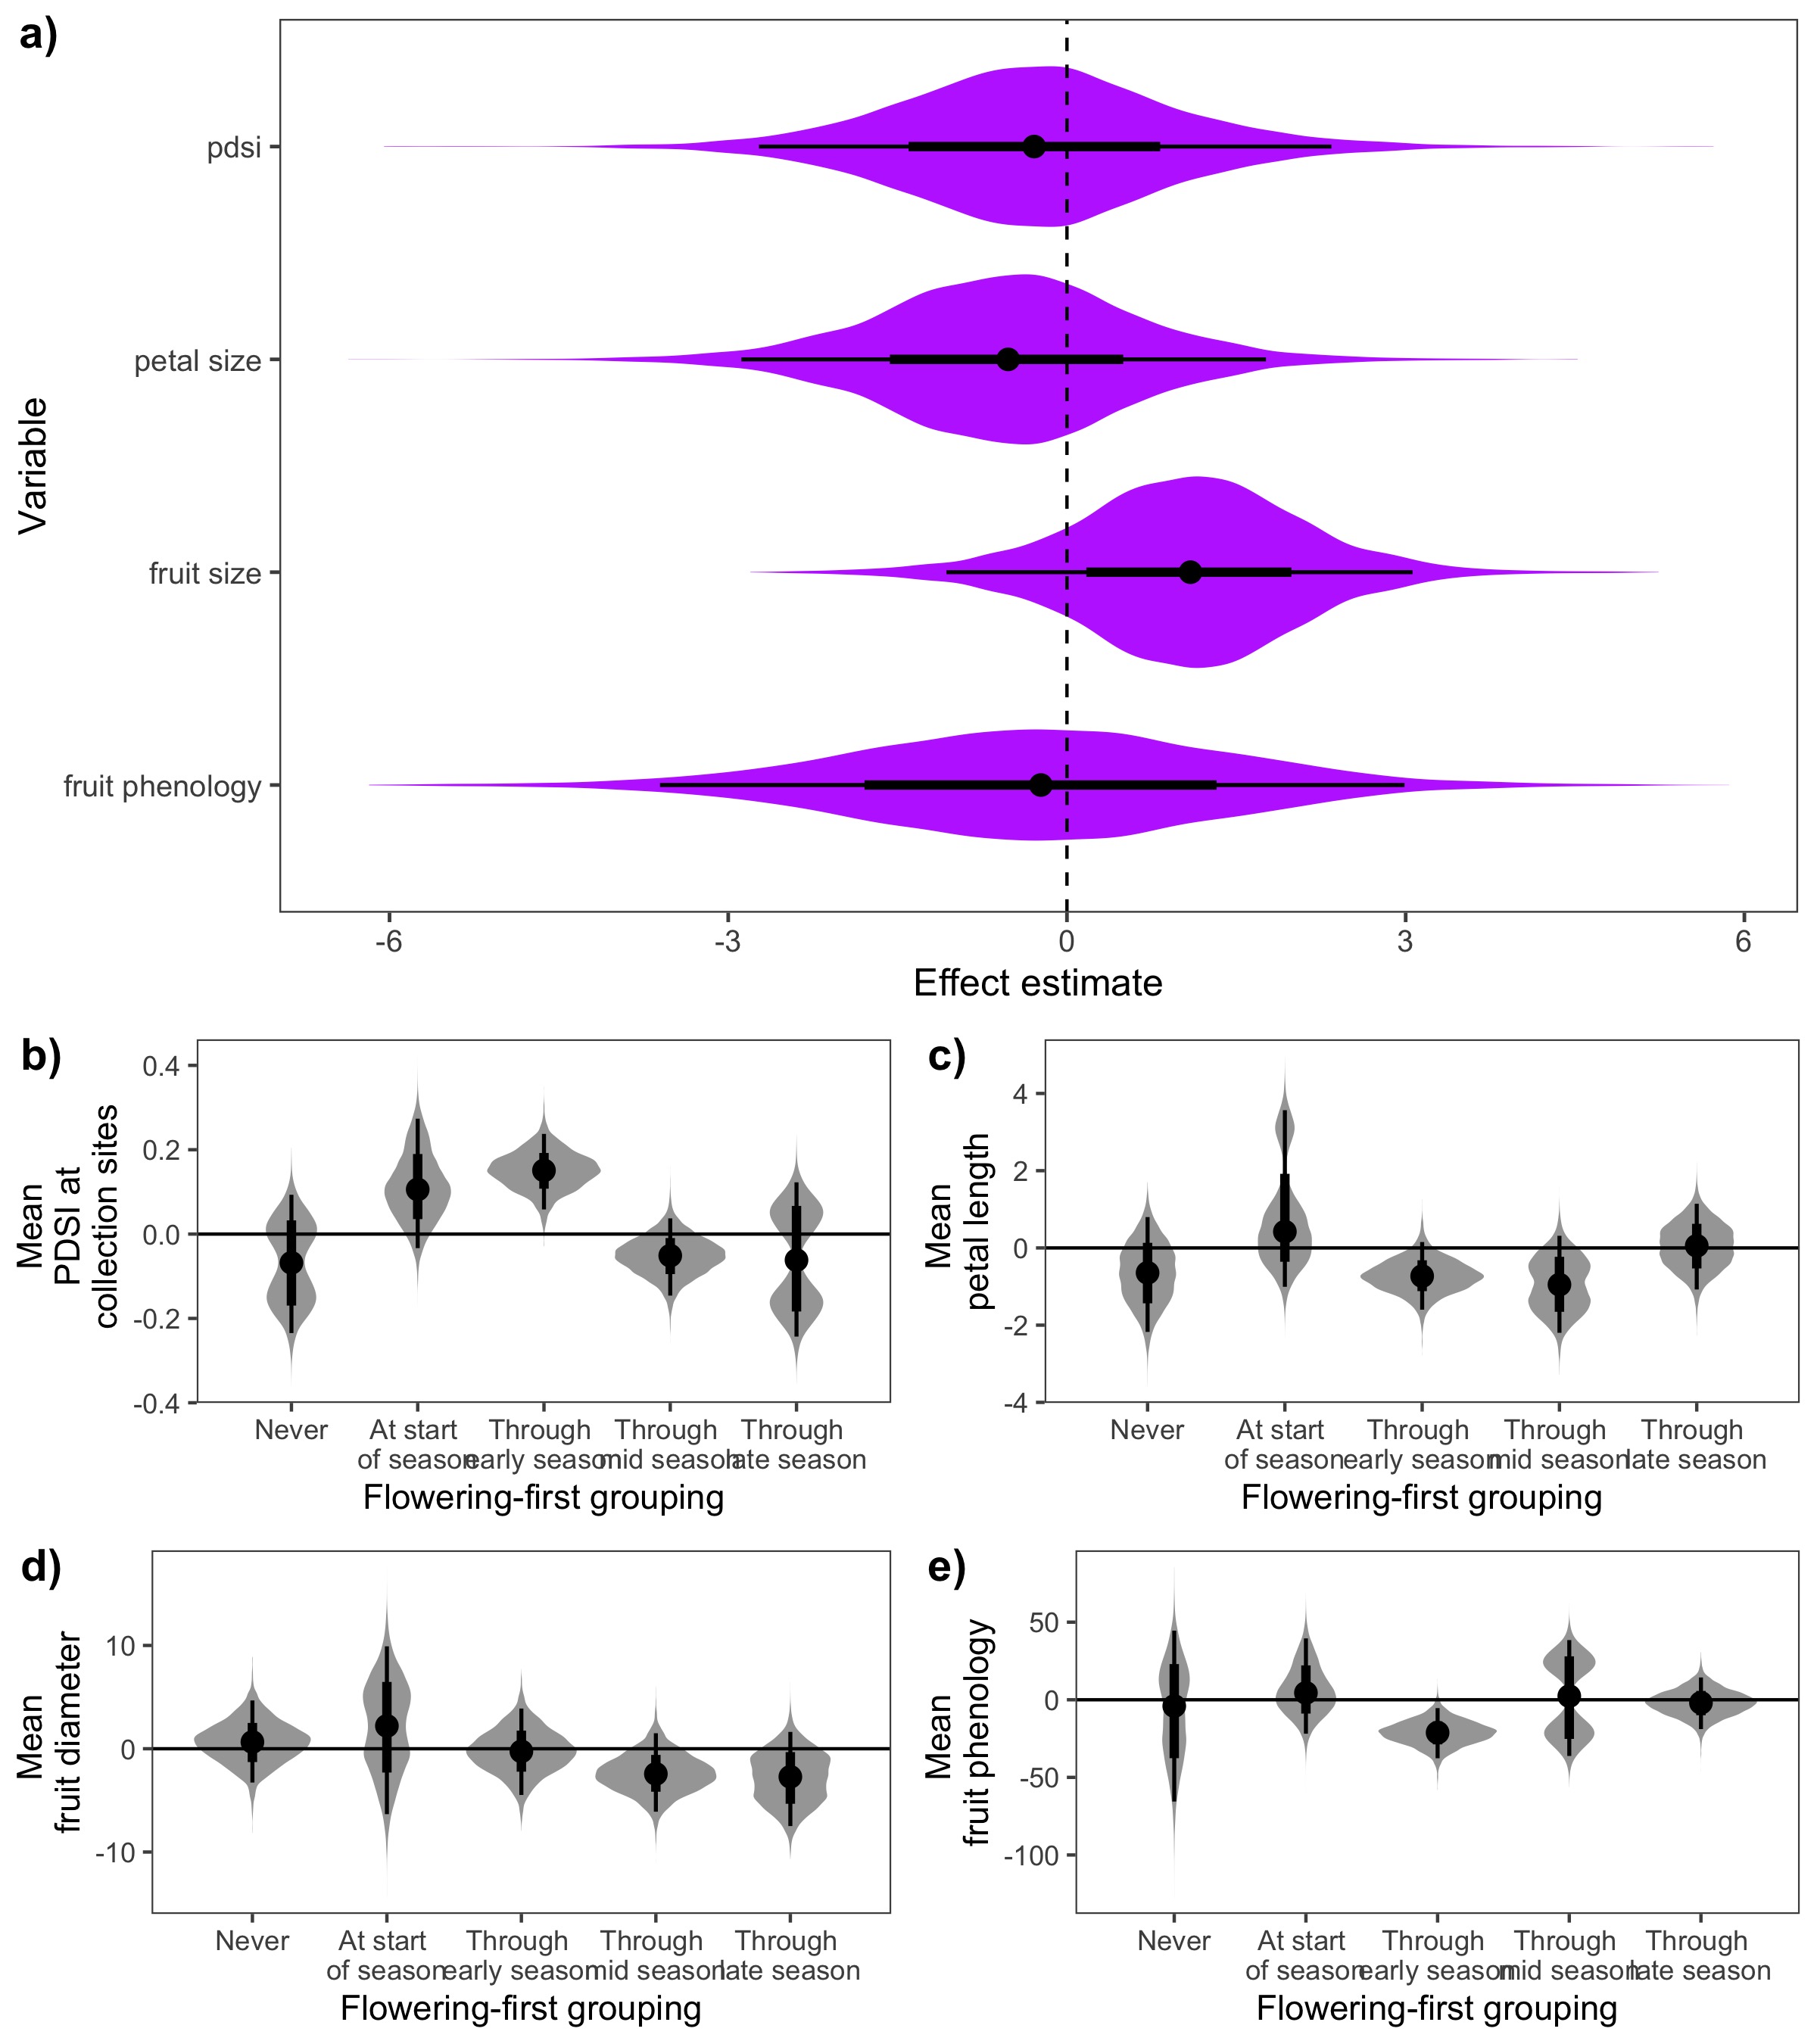 a)
Variable
pdsi
petal size
fruit size
fruit phenology
-6 -3 0 3 6
Effect estimate
b)
Mean
PDSI at
collection sites
0.4
0.2
0.0
-0.2
-0.4
Never At start Through Through Through
of season early season mid season late season
Flowering-first grouping
c)
Mean
petal length
4
2
0
-2
-4
Never At start Through Through Through
of season early season mid season late season
Flowering-first grouping
d)
Mean
fruit diameter
10
0
-10
Never At start Through Through Through
of season early season mid season late season
Flowering-first grouping
e)
Mean
fruit phenology
50
0
-50
-100
Never At start Through Through Through
of season early season mid season late season
Flowering-first grouping